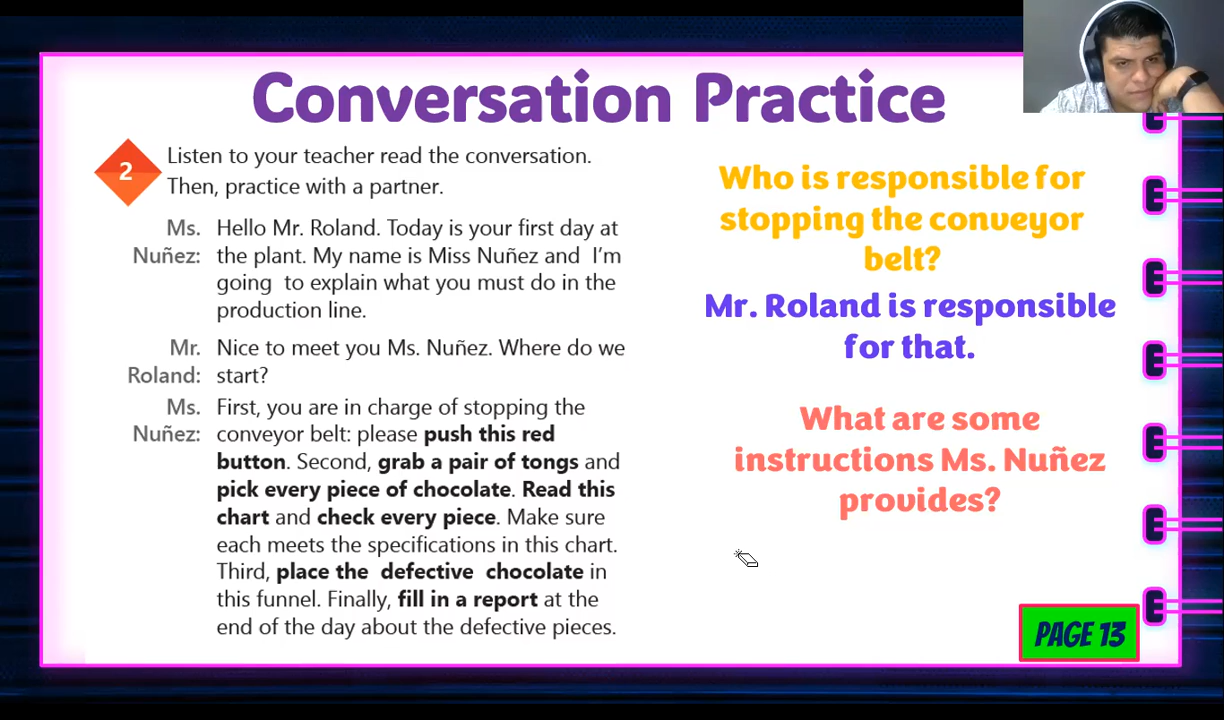 Conversation Practice
2
Listen to your teacher read the conversation.
Then, practice with a partner.
Ms. Hello Mr. Roland. Today is your first day at
Nuñez: the plant. My name is Miss Nuñez and I'm
going to explain what you must do in the
production line.
Mr. Nice to meet you Ms. Nuñez. Where do we
Roland: start?
Ms. First, you are in charge of stopping the
Nuñez: conveyor belt: please push this red
button. Second, grab a pair of tongs and
pick every piece of chocolate. Read this
chart and check every piece. Make sure
each meets the specifications in this chart.
Third, place the defective chocolate in
this funnel. Finally, fill in a report at the
end of the day about the defective pieces.
Who is responsible for
stopping the conveyor
belt?
Mr. Roland is responsible
for that.
What are some
instructions Ms. Nuñez
provides?
PAGE 13